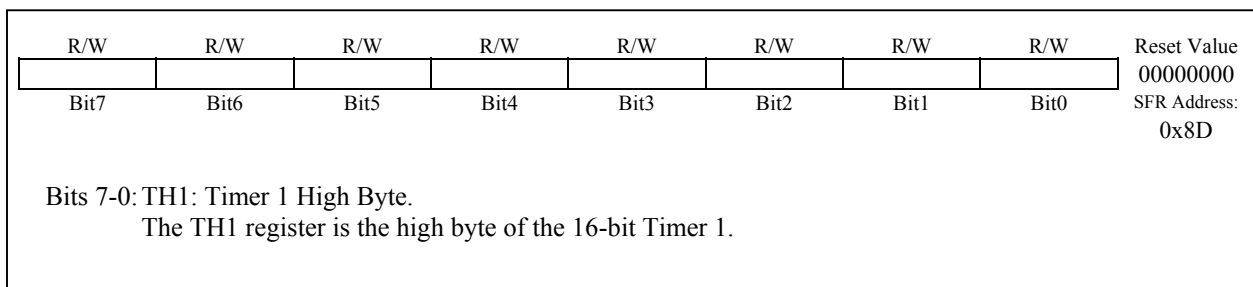 R/W R/W R/W R/W R/W R/W R/W R/W Reset Value
00000000
Bit7 Bit6 Bit5 Bit4 Bit3 Bit2 Bit1 Bit0 SFR Address:
0x8D
Bits 7-0: TH1: Timer 1 High Byte.
The TH1 register is the high byte of the 16-bit Timer 1.